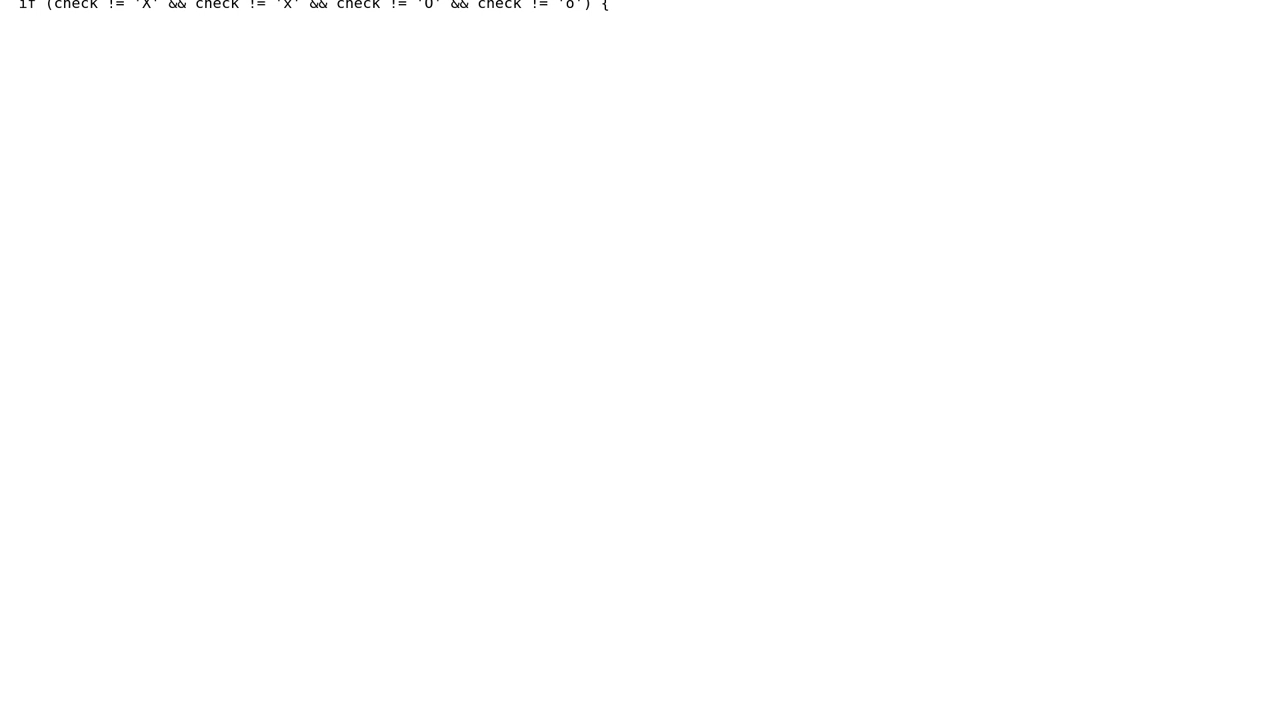 if (check != 'X' && check != 'x' && check != 'O' && check != 'o') {